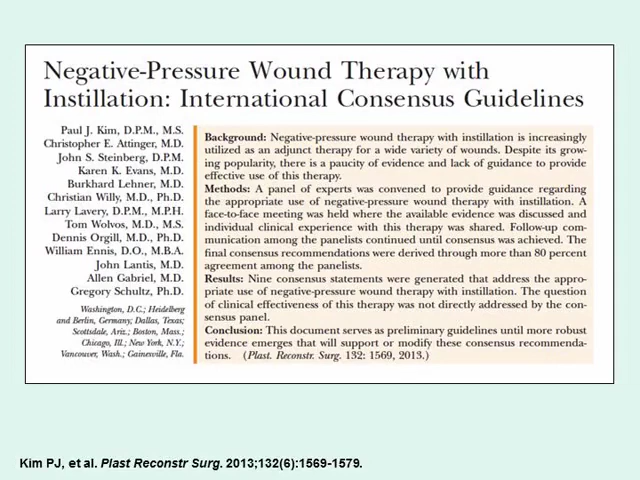 Negative-Pressure Wound Therapy with
Instillation: International Consensus Guidelines
Paul J. Kim, D.P.M., M.S.
Christopher E. Attinger, M.D.
John S. Steinberg, D.P.M.
Karen K. Evans, M.D.
Burkhard Lehner, M.D.
Christian Willy, M.D., Ph.D.
Larry Lavery, D.P.M., M.P.H.
Tom Wolvos, M.D., M.S.
Dennis Orgill, M.D., Ph.D.
William Ennis, D.O., M.B.A.
John Lantis, M.D.
Allen Gabriel, M.D.
Gregory Schultz, Ph.D.
Washington, D.C.; Heidelberg
and Berlin, Germany; Dallas, Texas;
Scottsdale, Ariz.; Boston, Mass.;
Chicago, Ill.; New York, N.Y.;
Vancouver, Wash.; Gainesville, Fla.
Background: Negative-pressure wound therapy with instillation is increasingly
utilized as an adjunct therapy for a wide variety of wounds. Despite its grow-
ing popularity, there is a paucity of evidence and lack of guidance to provide
effective use of this therapy.
Methods: A panel of experts was convened to provide guidance regarding
the appropriate use of negative-pressure wound therapy with instillation. A
face-to-face meeting was held where the available evidence was discussed and
individual clinical experience with this therapy was shared. Follow-up com-
munication among the panelists continued until consensus was achieved. The
final consensus recommendations were derived through more than 80 percent
agreement among the panelists.
Results: Nine consensus statements were generated that address the appro-
priate use of negative-pressure wound therapy with instillation. The question
of clinical effectiveness of this therapy was not directly addressed by the con-
sensus panel.
Conclusion: This document serves as preliminary guidelines until more robust
evidence emerges that will support or modify these consensus recommenda-
tions. (Plast. Reconstr. Surg. 132: 1569, 2013.)
Kim PJ, et al. Plast Reconstr Surg. 2013;132(6):1569-1579.